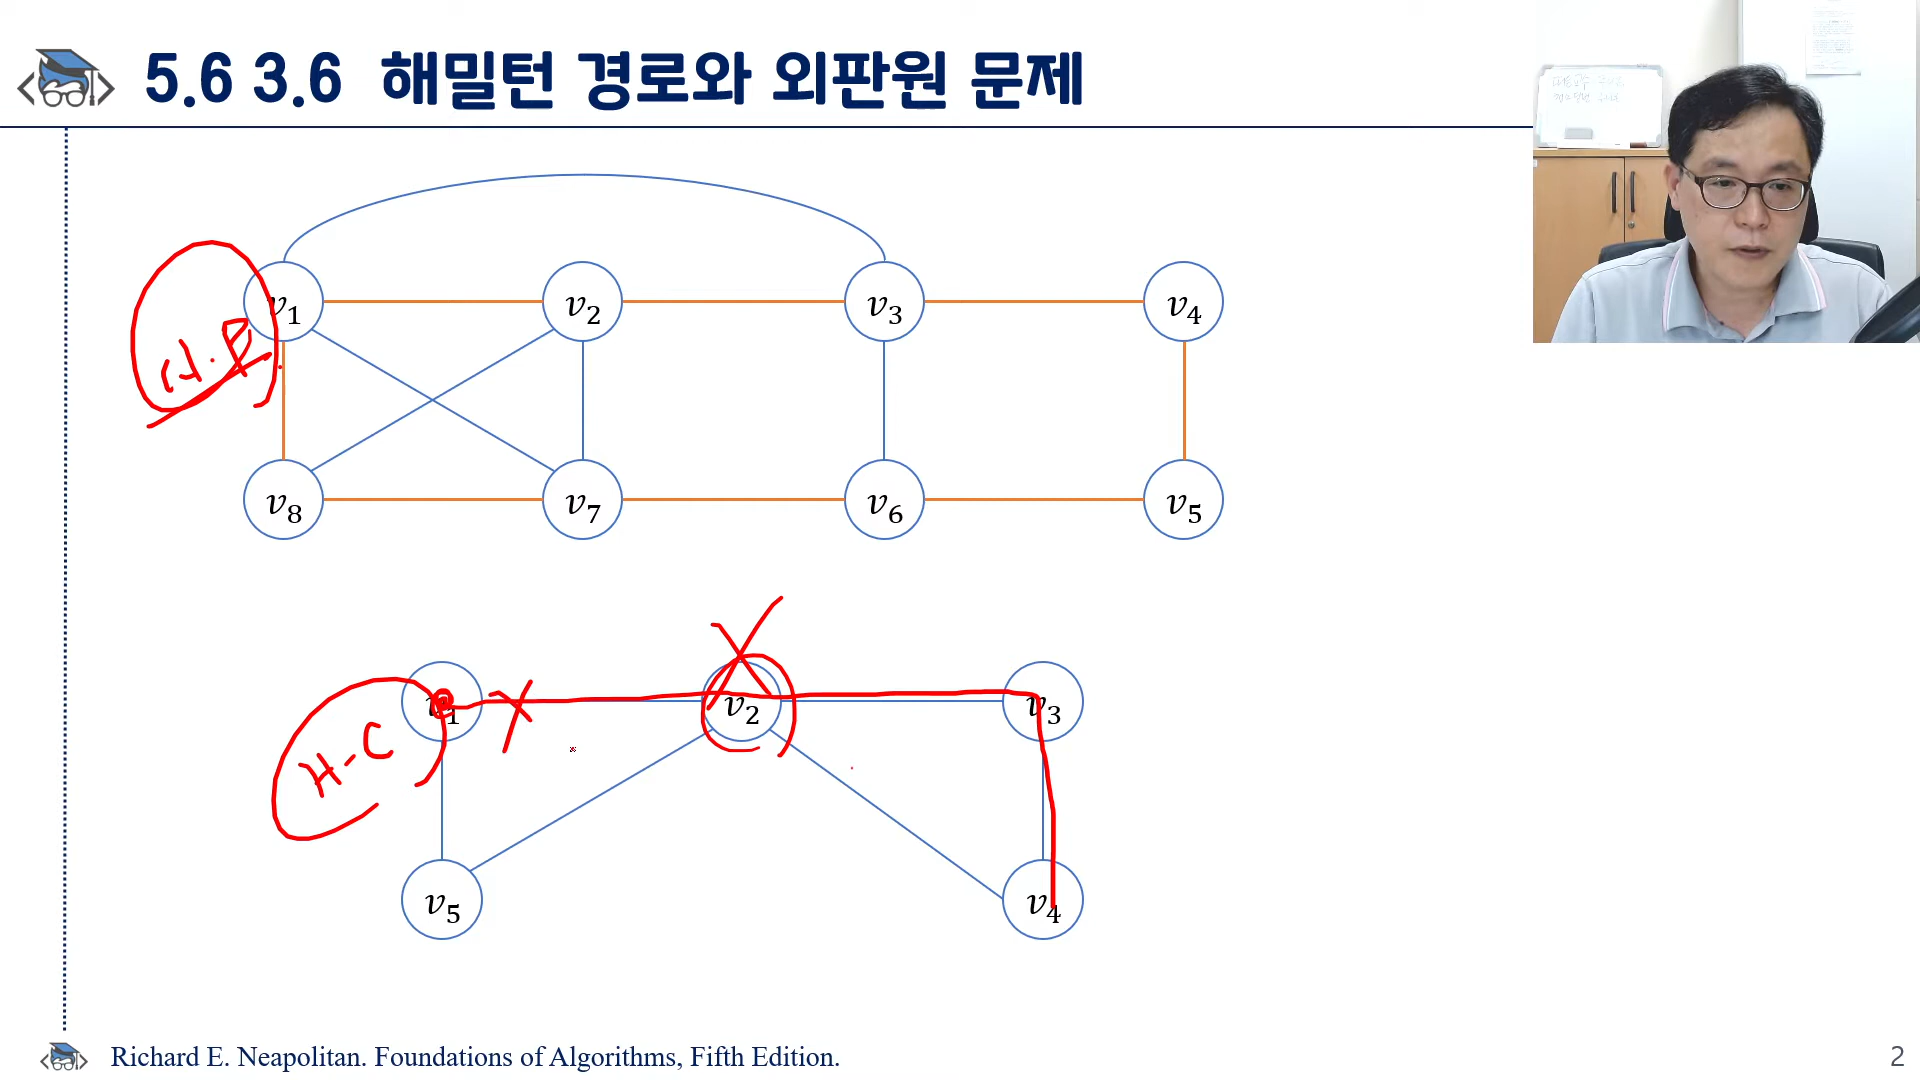 5.6 3.6 해밀턴 경로와 외판원 문제
v1 v2 v3 v4
H.P
v8 v7 v6 v5
v1 v2 v3
H-C
v5 v4
Richard E. Neapolitan. Foundations of Algorithms, Fifth Edition.
2